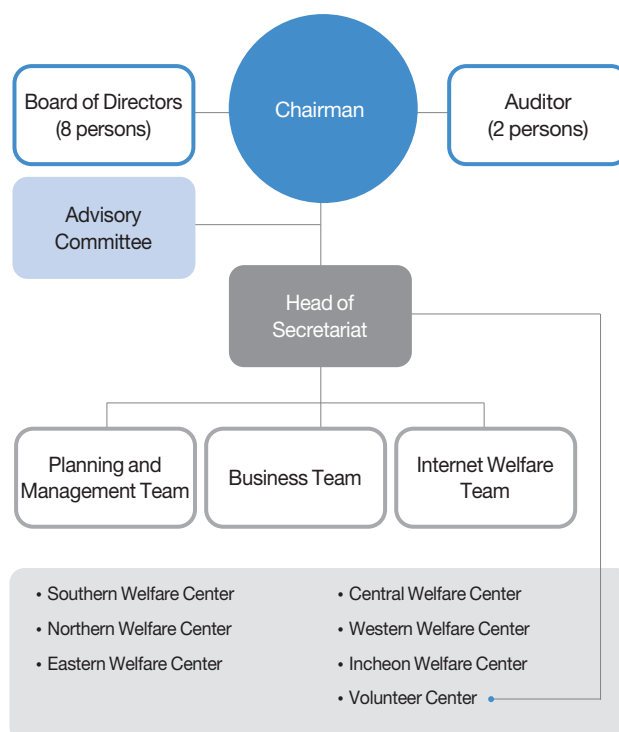 Board of Directors
(8 persons)
Chairman
Auditor
(2 persons)
Advisory
Committee
Head of
Secretariat
Planning and
Management Team
Business Team
Internet Welfare
Team
• Southern Welfare Center
• Northern Welfare Center
• Eastern Welfare Center
• Central Welfare Center
• Western Welfare Center
• Incheon Welfare Center
• Volunteer Center